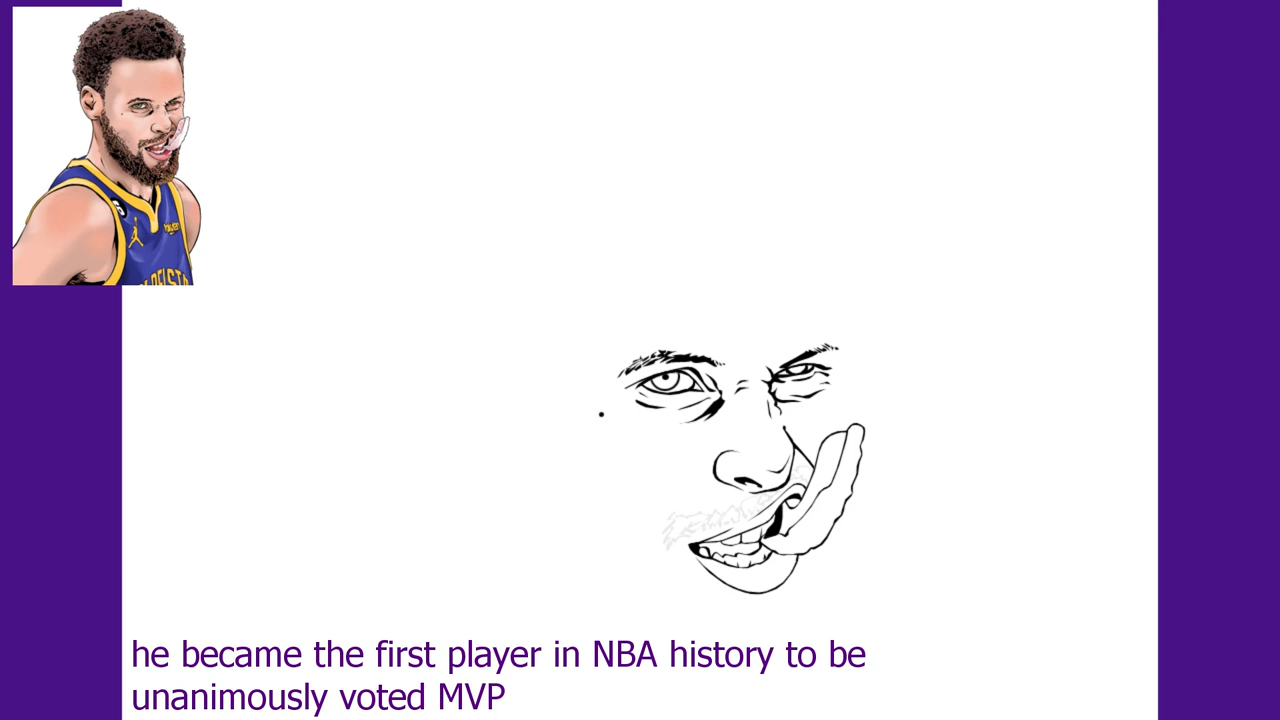 he became the first player in NBA history to be
unanimously voted MVP